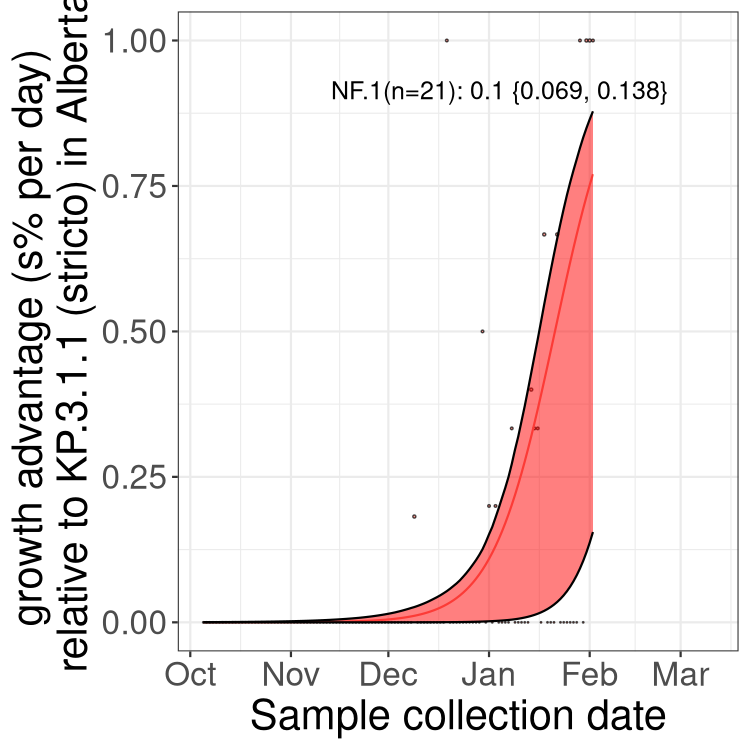 growth advantage (s% per day)
relative to KP.3.1.1 (stricto) in Alberta
1.00
0.75
0.50
0.25
0.00
NF.1(n=21): 0.1 {0.069, 0.138}
Oct Nov Dec Jan Feb Mar
Sample collection date